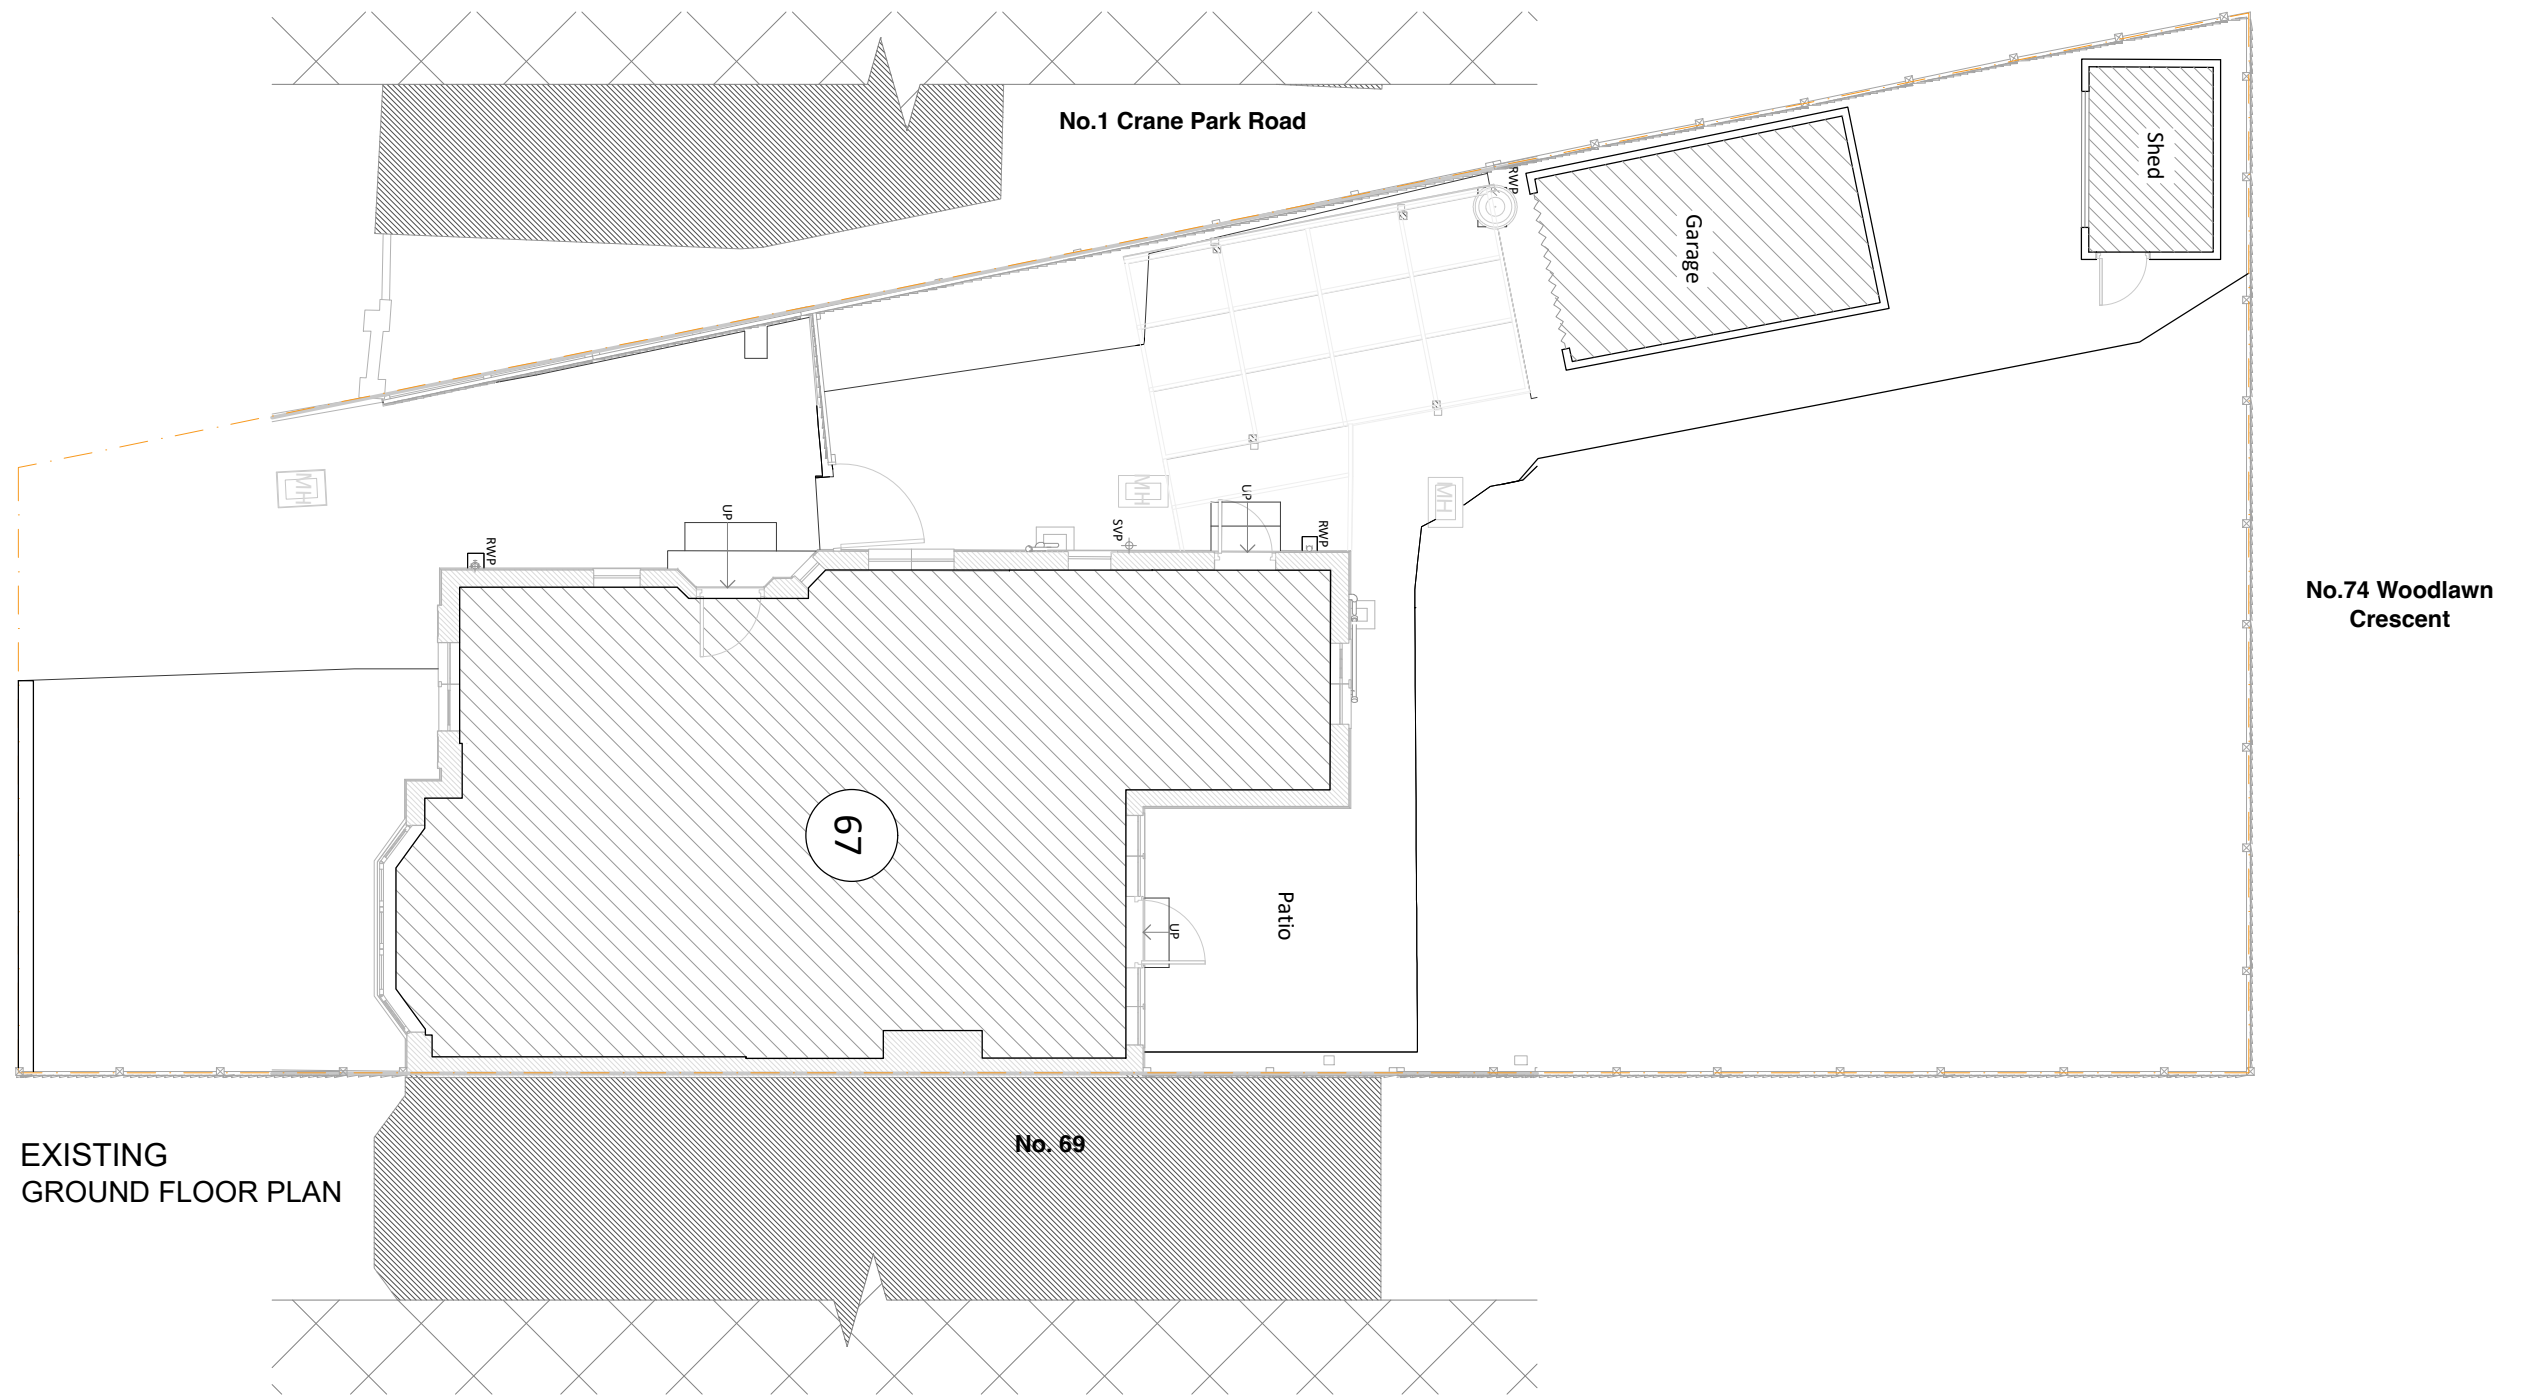 No.1 Crane Park Road
Shed
RWP
Garage
MH
MH
MH
UP
UP
SVP
RWP
RWP
No.74 Woodlawn
Crescent
67
Patio
UP
No. 69
EXISTING
GROUND FLOOR PLAN